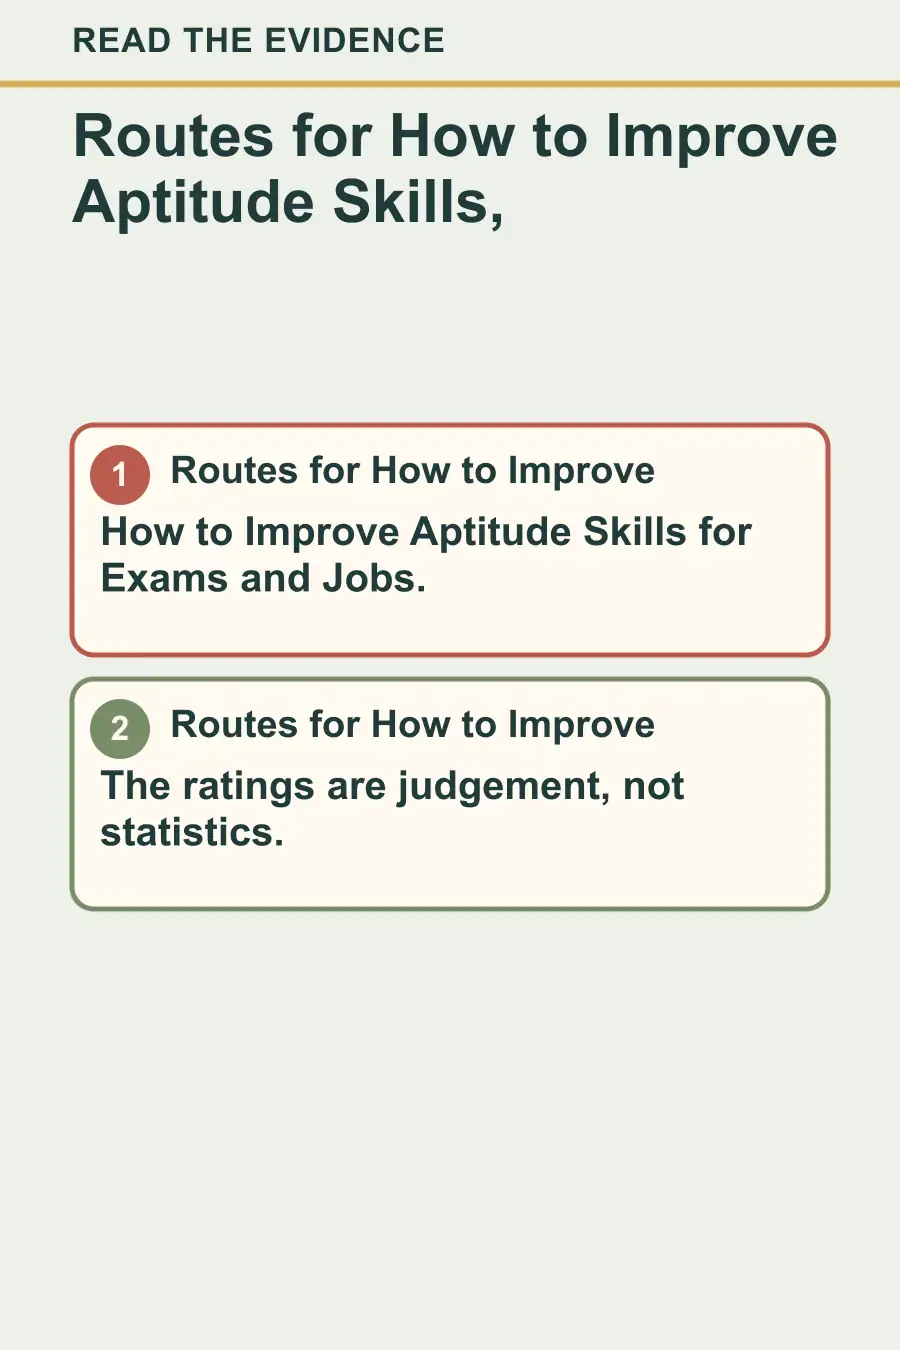 READ THE EVIDENCE
Routes for How to Improve
Aptitude Skills,
1
Routes for How to Improve
How to Improve Aptitude Skills for
Exams and Jobs.
2
Routes for How to Improve
The ratings are judgement, not
statistics.